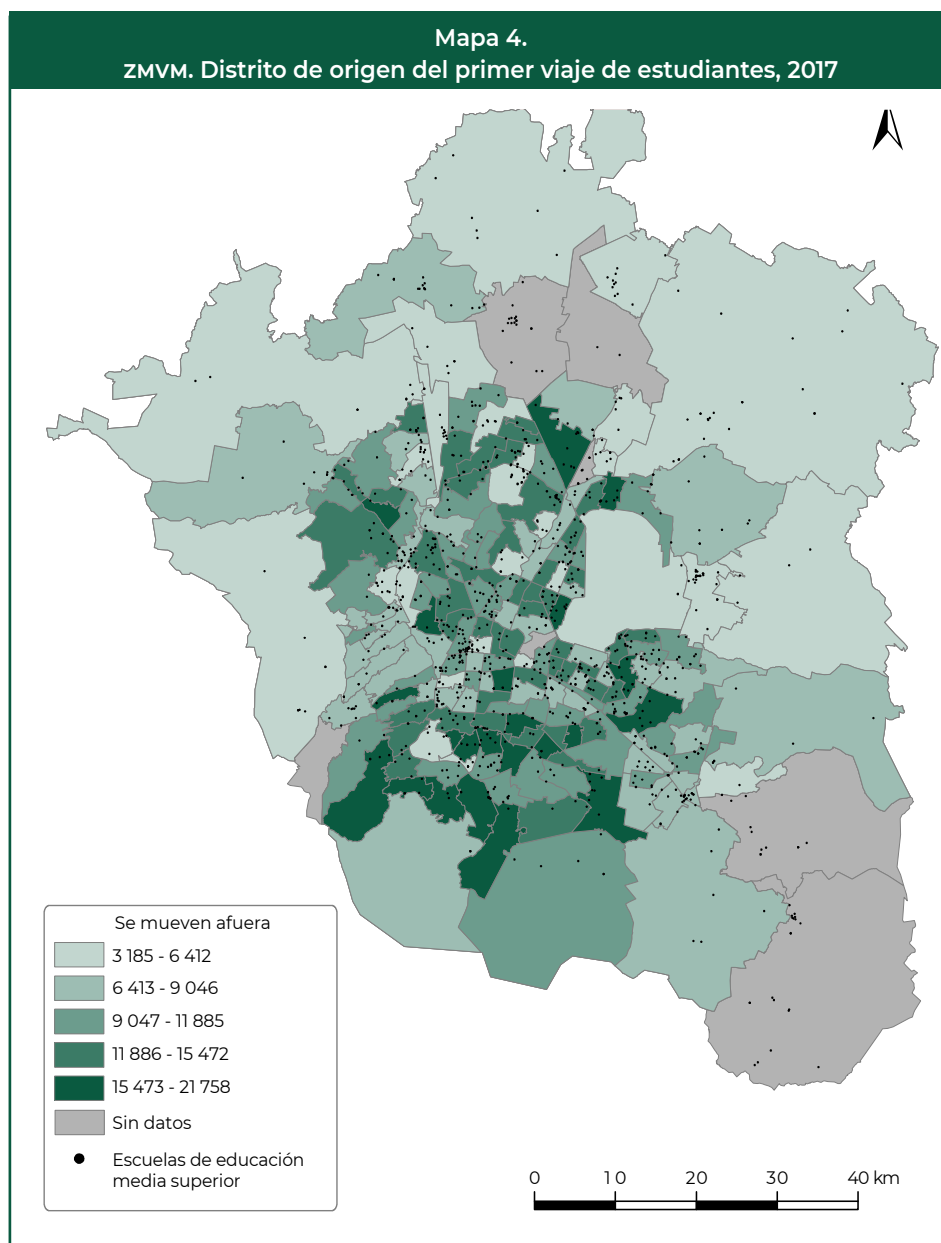 Mapa 4.
ZMVM. Distrito de origen del primer viaje de estudiantes, 2017
Se mueven afuera
3 185 - 6 412
6 413 - 9 046
9 047 - 11 885
11 886 - 15 472
15 473 - 21 758
Sin datos
Escuelas de educación
media superior
0 10 20 30 40 km